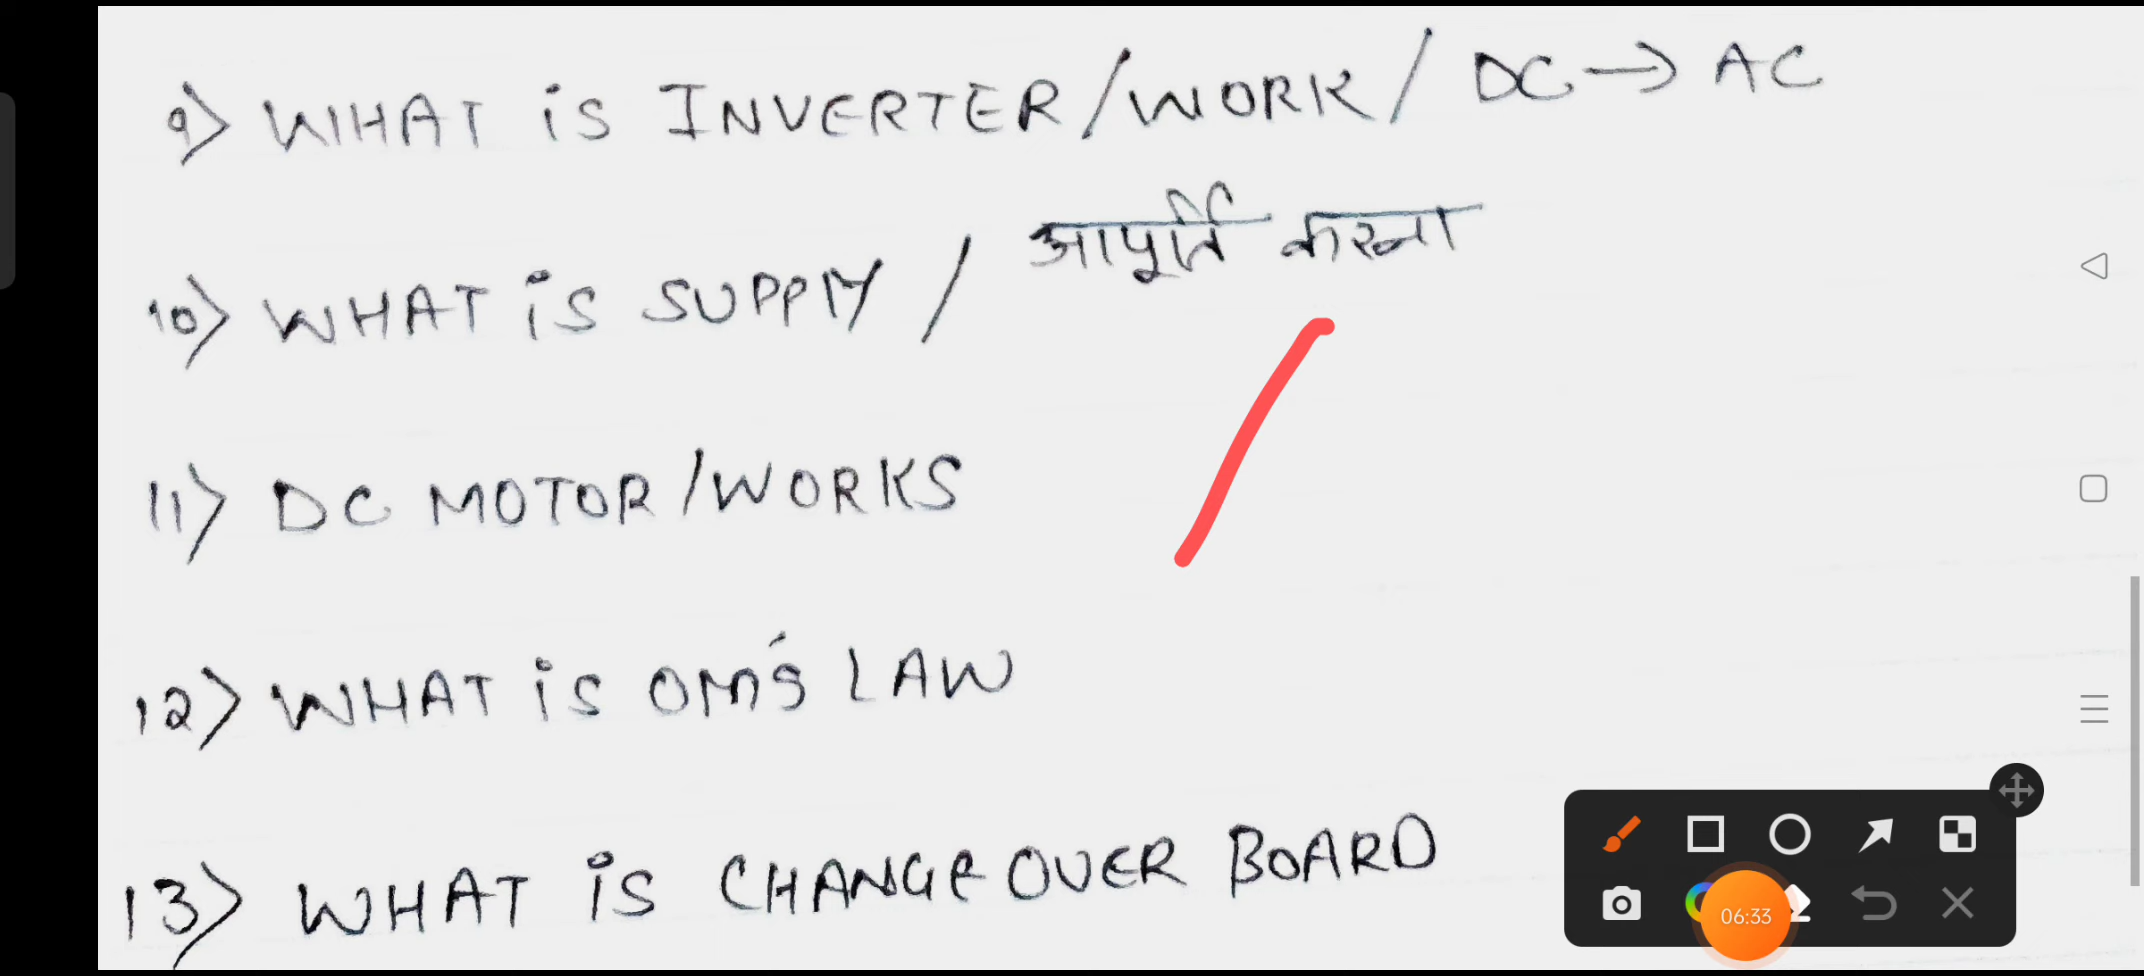 9) WHAT is INVERTER/WORK/ DC→AC
10) WHAT is SUPPLY / आपूर्ति करना
11) DC MOTOR/WORKS
12) WHAT is OM'S LAW
13) WHAT is CHANGE OVER BOARD
06:33